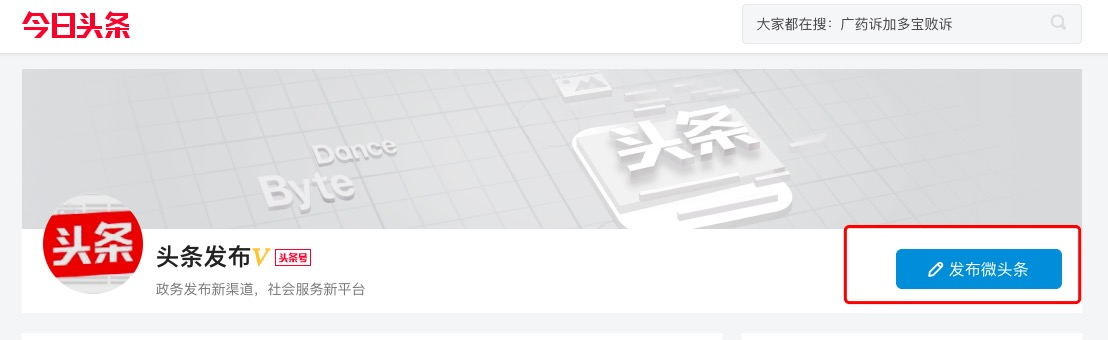 今日头条
大家都在搜：广药诉加多宝败诉
头条
Dance
Byte
头条
头条发布V 头条号
发布微头条
政务发布新渠道，社会服务新平台